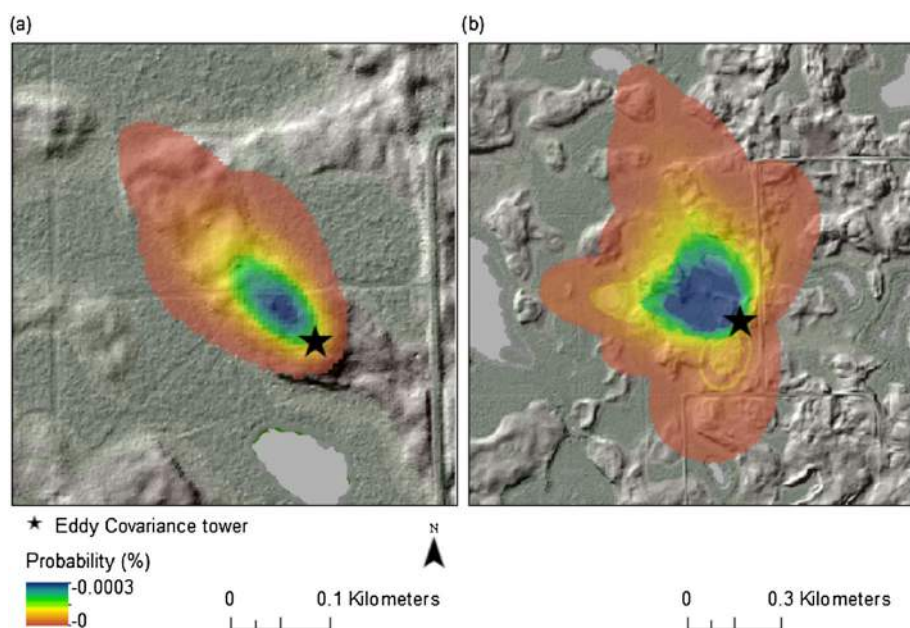 (a)
(b)
★ Eddy Covariance tower
N
Probability (%)
-0.0003
-0
0 0.1 Kilometers
0 0.3 Kilometers